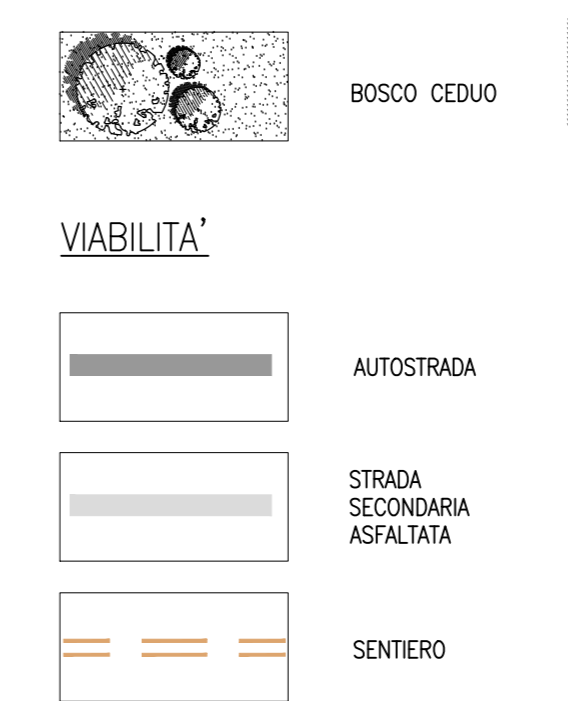 BOSCO CEDUO
VIABILITA'
AUTOSTRADA
STRADA
SECONDARIA
ASFALTATA
SENTIERO